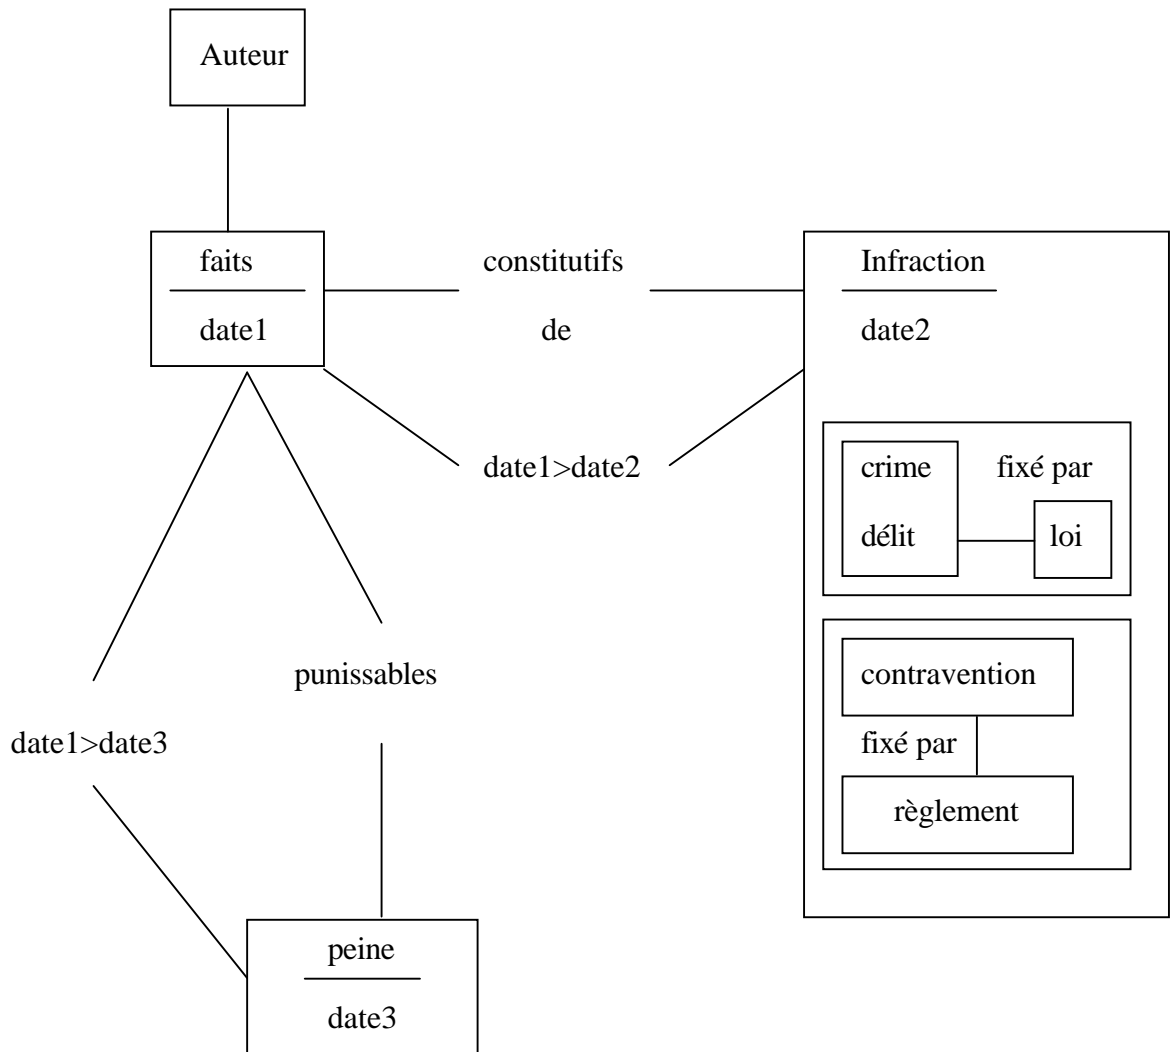 Auteur
faits
date1
constitutifs
de
Infraction
date2
date1>date2
crime
délit
fixé par
loi
contravention
fixé par
règlement
punissables
date1>date3
peine
date3